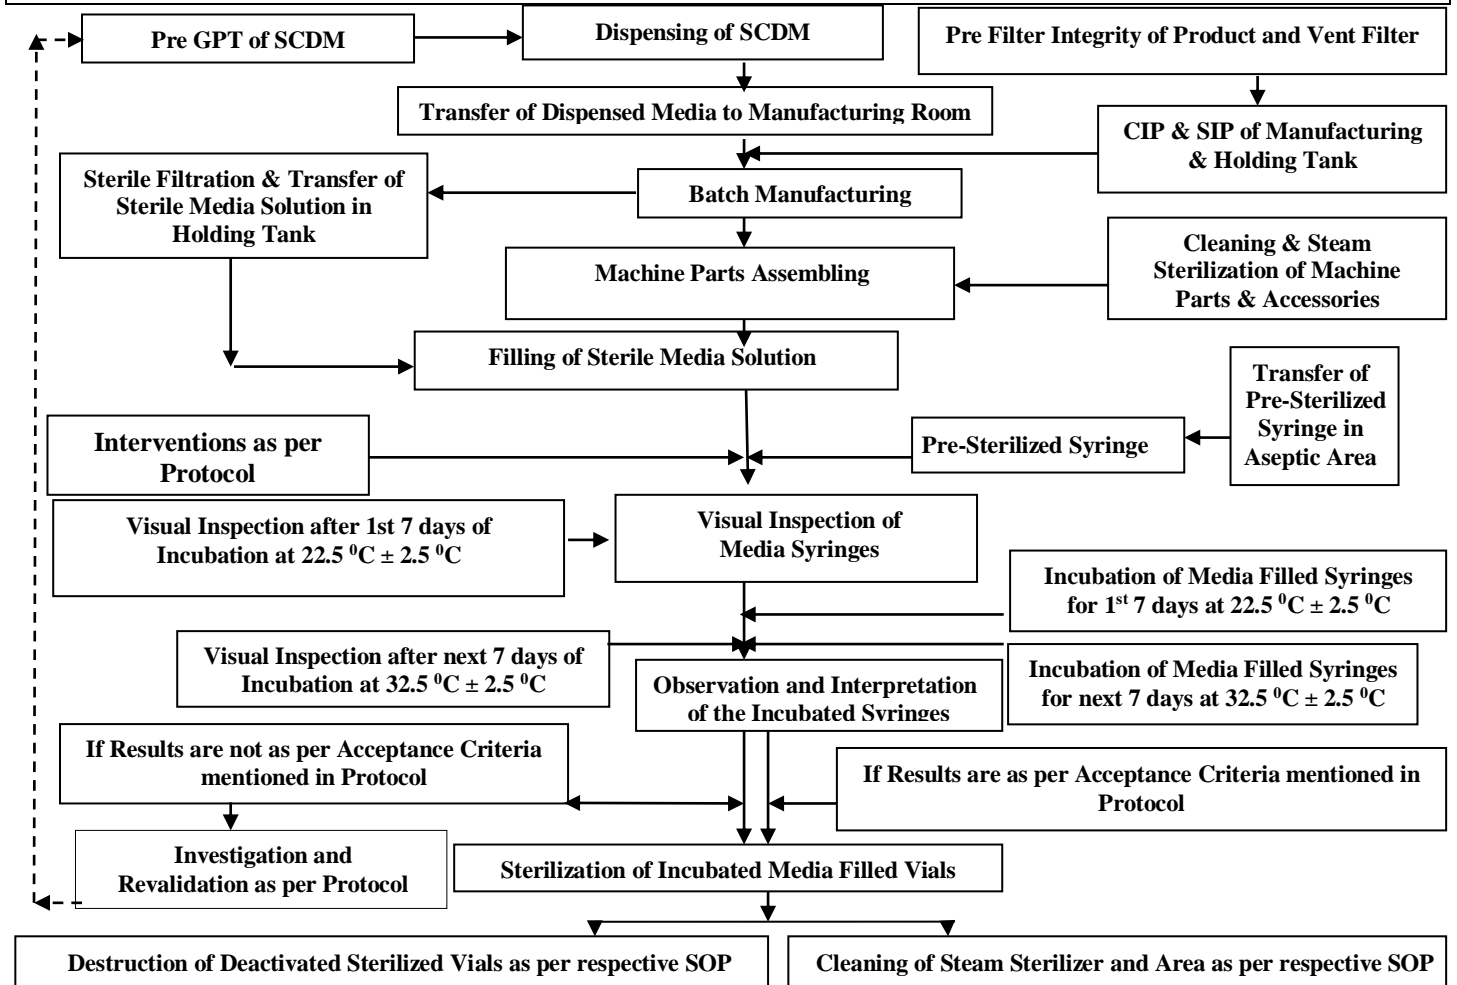 Pre GPT of SCDM
Dispensing of SCDM
Pre Filter Integrity of Product and Vent Filter
Transfer of Dispensed Media to Manufacturing Room
CIP & SIP of Manufacturing
& Holding Tank
Sterile Filtration & Transfer of
Sterile Media Solution in
Holding Tank
Batch Manufacturing
Cleaning & Steam
Sterilization of Machine
Parts & Accessories
Machine Parts Assembling
Filling of Sterile Media Solution
Transfer of
Pre-Sterilized
Syringe in
Aseptic Area
Interventions as per
Protocol
Pre-Sterilized Syringe
Visual Inspection after 1st 7 days of
Incubation at 22.5 ⁰C ± 2.5 ⁰C
Visual Inspection of
Media Syringes
Incubation of Media Filled Syringes
for 1ˢᵗ 7 days at 22.5 ⁰C ± 2.5 ⁰C
Visual Inspection after next 7 days of
Incubation at 32.5 ⁰C ± 2.5 ⁰C
Observation and Interpretation
of the Incubated Syringes
Incubation of Media Filled Syringes
for next 7 days at 32.5 ⁰C ± 2.5 ⁰C
If Results are not as per Acceptance Criteria
mentioned in Protocol
If Results are as per Acceptance Criteria mentioned in
Protocol
Investigation and
Revalidation as per Protocol
Sterilization of Incubated Media Filled Vials
Destruction of Deactivated Sterilized Vials as per respective SOP
Cleaning of Steam Sterilizer and Area as per respective SOP